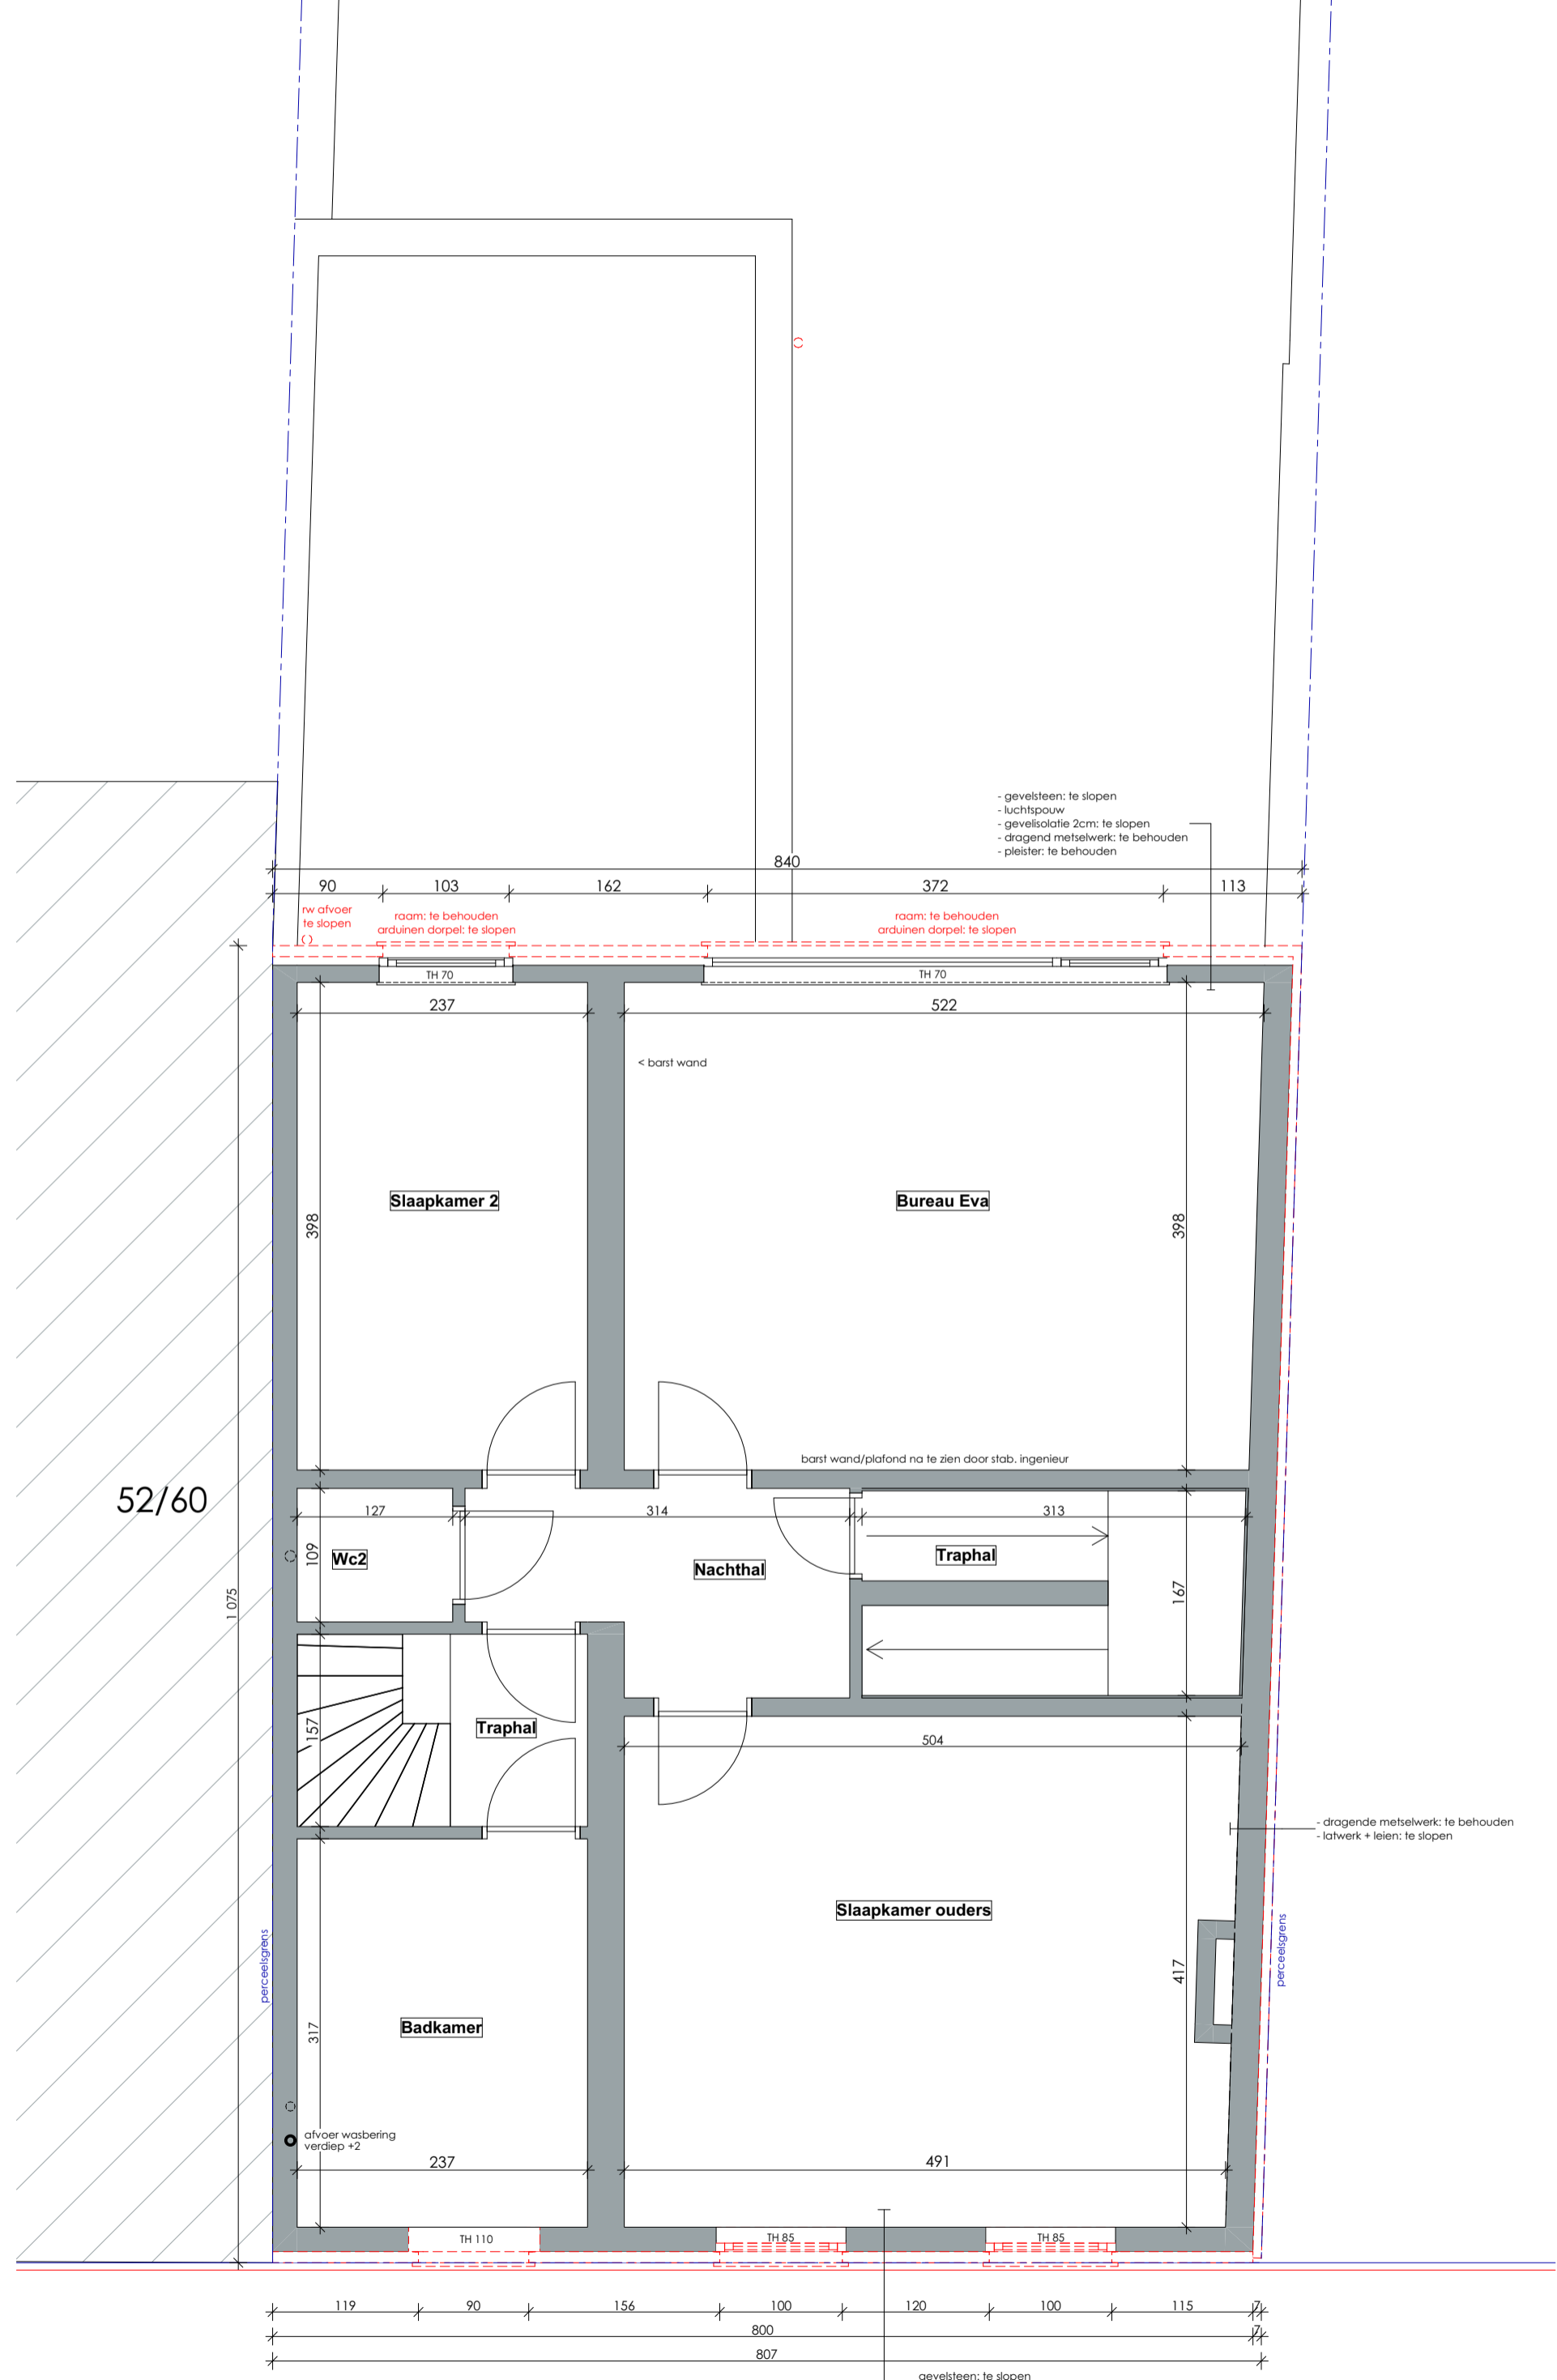 - gevelsteen: te slopen
- luchtspouw
- gevelisolatie 2cm: te slopen
- dragend metselwerk: te behouden
- pleister: te behouden
840
90 103 162 372 113
rw afvoer
te slopen
raam: te behouden
arduinen dorpel: te slopen
raam: te behouden
arduinen dorpel: te slopen
TH 70
TH 70
237
522
< barst wand
Slaapkamer 2
Bureau Eva
398
398
barst wand/plafond na te zien door stab. ingenieur
52/60
127
314
313
Wc2
109
Nachthal
Traphal
167
1 075
157
Traphal
504
- dragende metselwerk: te behouden
- latwerk + leien: te slopen
Slaapkamer ouders
perceelsgrens
perceelsgrens
417
317
Badkamer
afvoer wasbering
verdiep +2
237
491
TH 110
TH 85
TH 85
119 90 156 100 120 100 115 7
800 7
807
gevelsteen: te slopen